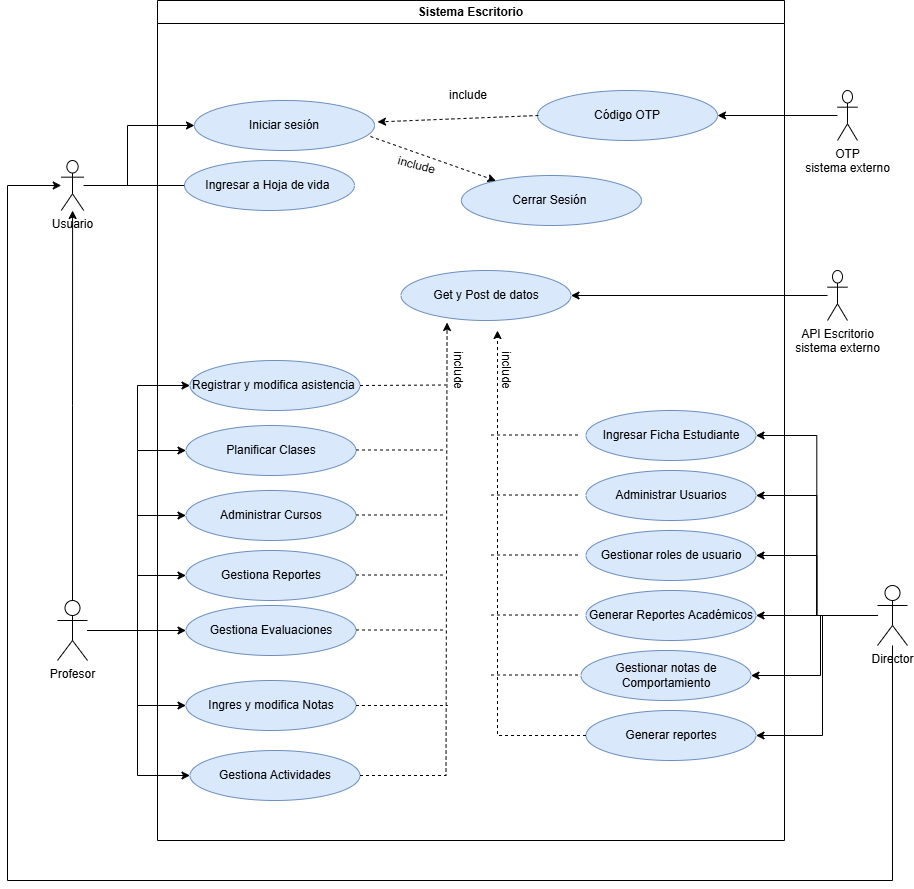 Sistema Escritorio
include
Código OTP
Iniciar sesión
OTP
sistema externo
include
Ingresar a Hoja de vida
Cerrar Sesión
Usuario
Get y Post de datos
API Escritorio
sistema externo
include
include
Registrar y modifica asistencia
Planificar Clases
Administrar Cursos
Gestiona Reportes
Gestiona Evaluaciones
Ingres y modifica Notas
Gestiona Actividades
Profesor
Ingresar Ficha Estudiante
Administrar Usuarios
Gestionar roles de usuario
Generar Reportes Académicos
Gestionar notas de
Comportamiento
Generar reportes
Director